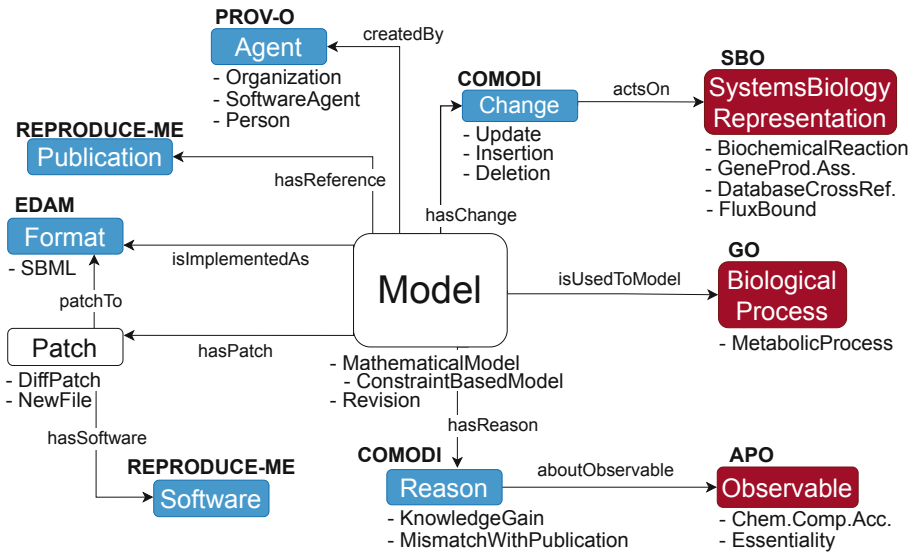 PROV-O
Agent
- Organization
- SoftwareAgent
- Person
createdBy
COMODI
Change
- Update
- Insertion
- Deletion
actsOn
SBO
SystemsBiology
Representation
- BiochemicalReaction
- GeneProd.Ass.
- DatabaseCrossRef.
- FluxBound
REPRODUCE-ME
Publication
hasReference
hasChange
EDAM
Format
- SBML
isImplementedAs
patchTo
Model
- MathematicalModel
- ConstraintBasedModel
- Revision
isUsedToModel
GO
Biological
Process
- MetabolicProcess
Patch
- DiffPatch
- NewFile
hasPatch
hasSoftware
REPRODUCE-ME
Software
hasReason
COMODI
Reason
- KnowledgeGain
- MismatchWithPublication
aboutObservable
APO
Observable
- Chem.Comp.Acc.
- Essentiality